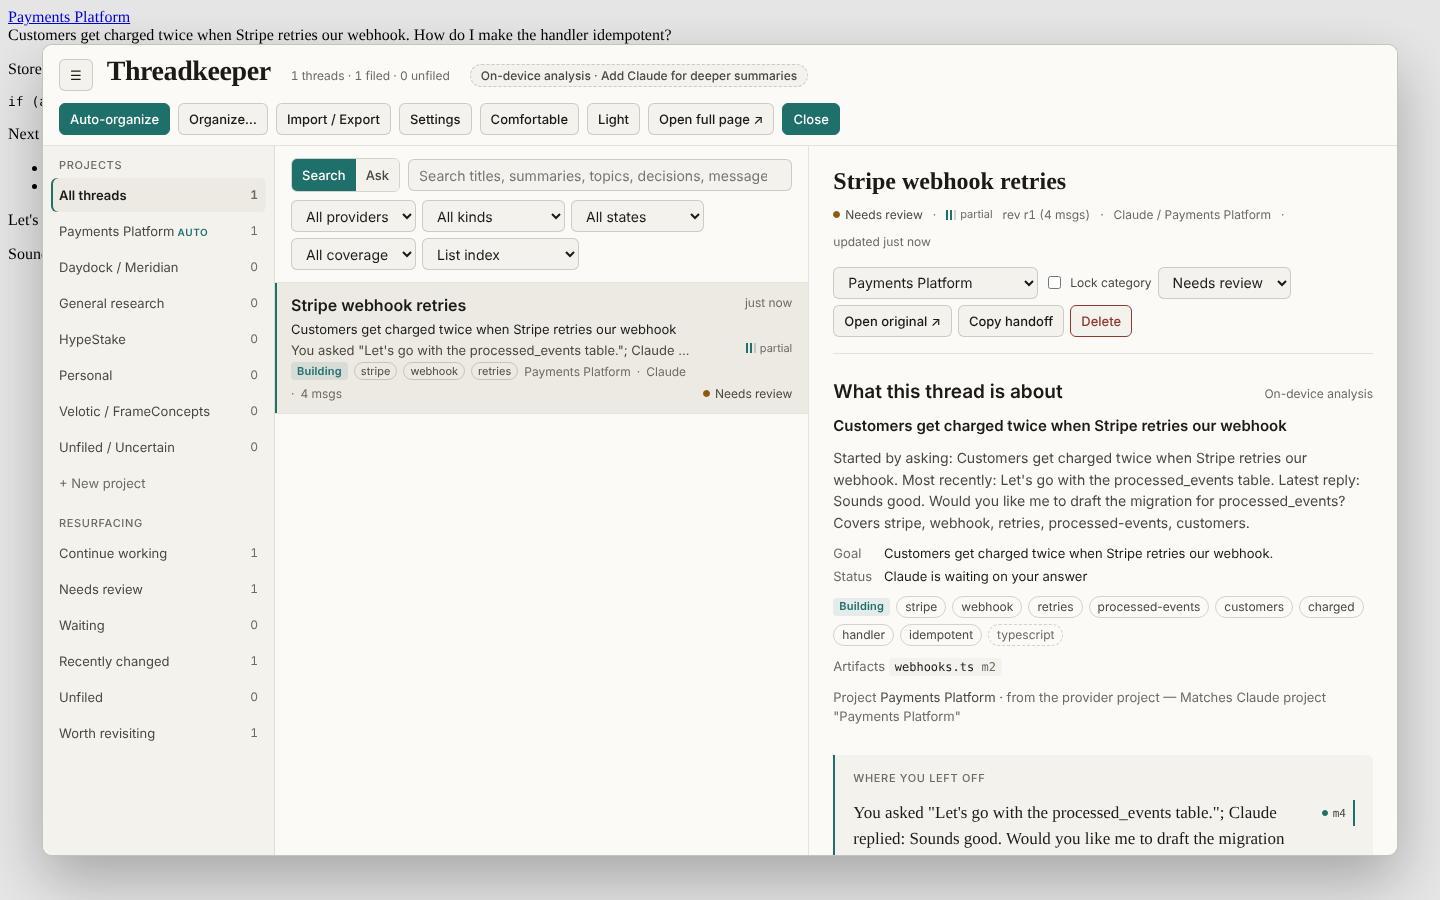 Payments Platform
Customers get charged twice when Stripe retries our webhook. How do I make the handler idempotent?
Store
if (
Next
Let's
Soun
☰
Threadkeeper
1 threads · 1 filed · 0 unfiled
On-device analysis · Add Claude for deeper summaries
Auto-organize
Organize...
Import / Export
Settings
Comfortable
Light
Open full page ↗
Close
PROJECTS
All threads 1
Payments Platform AUTO 1
Daydock / Meridian 0
General research 0
HypeStake 0
Personal 0
Velotic / FrameConcepts 0
Unfiled / Uncertain 0
+ New project
RESURFACING
Continue working 1
Needs review 1
Waiting 0
Recently changed 1
Unfiled 0
Worth revisiting 1
Search
Ask
Search titles, summaries, topics, decisions, message
All providers
All kinds
All states
All coverage
List index
Stripe webhook retries
just now
Customers get charged twice when Stripe retries our webhook
You asked "Let's go with the processed_events table."; Claude ...
partial
Building stripe webhook retries Payments Platform · Claude
· 4 msgs
Needs review
Stripe webhook retries
Needs review · partial rev r1 (4 msgs) · Claude / Payments Platform ·
updated just now
Payments Platform
Lock category
Needs review
Open original ↗
Copy handoff
Delete
What this thread is about
On-device analysis
Customers get charged twice when Stripe retries our webhook
Started by asking: Customers get charged twice when Stripe retries our
webhook. Most recently: Let's go with the processed_events table. Latest reply:
Sounds good. Would you like me to draft the migration for processed_events?
Covers stripe, webhook, retries, processed-events, customers.
Goal Customers get charged twice when Stripe retries our webhook.
Status Claude is waiting on your answer
Building stripe webhook retries processed-events customers charged
handler idempotent typescript
Artifacts webhooks.ts m2
Project Payments Platform · from the provider project — Matches Claude project
"Payments Platform"
WHERE YOU LEFT OFF
You asked "Let's go with the processed_events table."; Claude
m4
replied: Sounds good. Would you like me to draft the migration